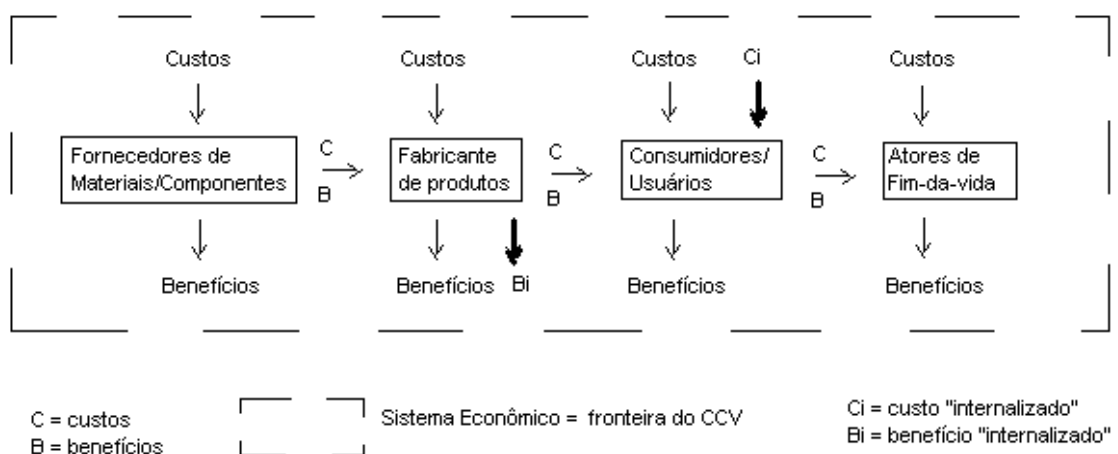 Custos Custos Custos Ci Custos
Fornecedores de
Materiais/Componentes
C
B
Fabricante
de produtos
C
B
Consumidores/
Usuários
C
B
Atores de
Fim-da-vida
Benefícios Benefícios Bi Benefícios Benefícios
C = custos
B = benefícios
Sistema Econômico = fronteira do CCV
Ci = custo "internalizado"
Bi = benefício "internalizado"